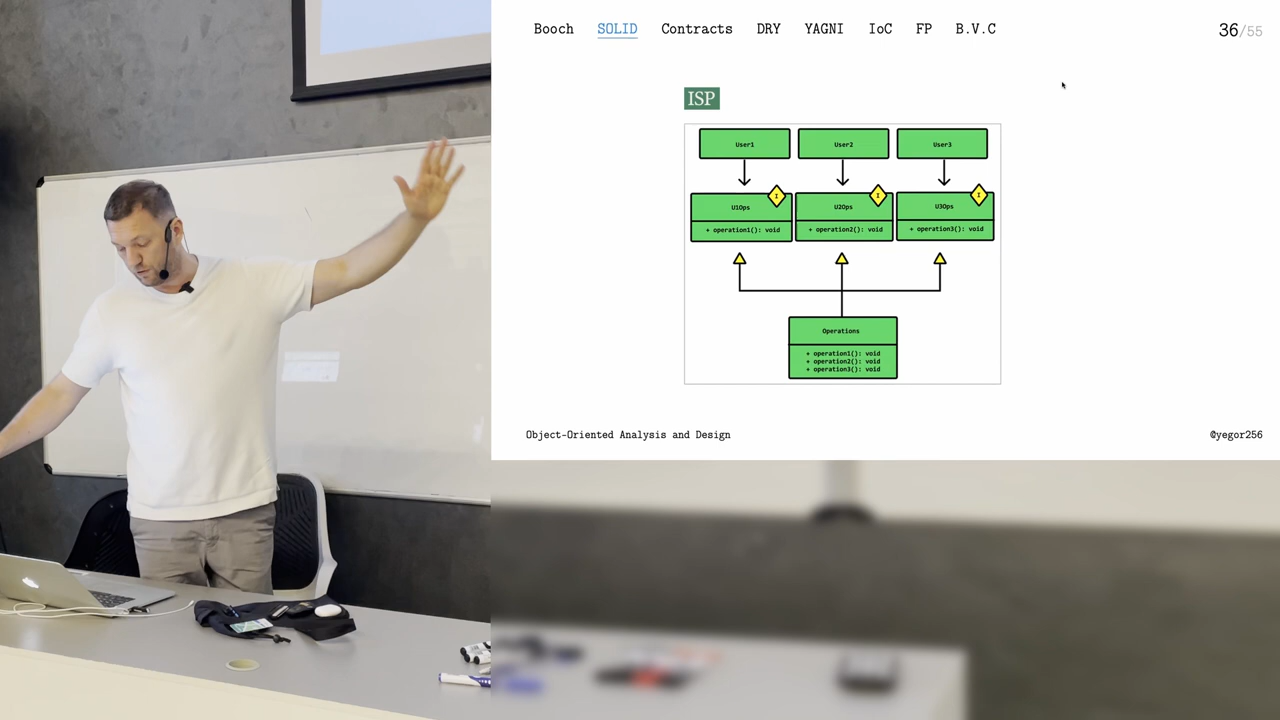 Booch SOLID Contracts DRY YAGNI IoC FP B.V.C 36/55
ISP
User1 User2 User3
I I I
U1Ops U2Ops U3Ops
+ operation1(): void + operation2(): void + operation3(): void
Operations
+ operation1(): void
+ operation2(): void
+ operation3(): void
Object-Oriented Analysis and Design @yegor256